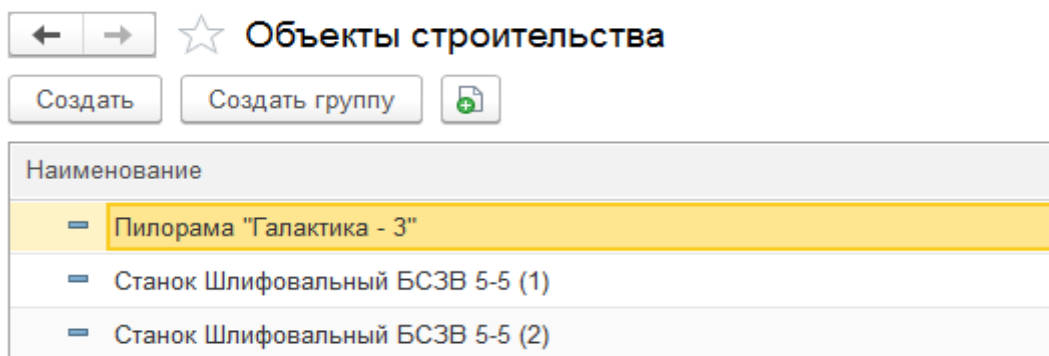 Объекты строительства
Создать Создать группу
Наименование
Пилорама "Галактика - 3"
Станок Шлифовальный БСЗВ 5-5 (1)
Станок Шлифовальный БСЗВ 5-5 (2)